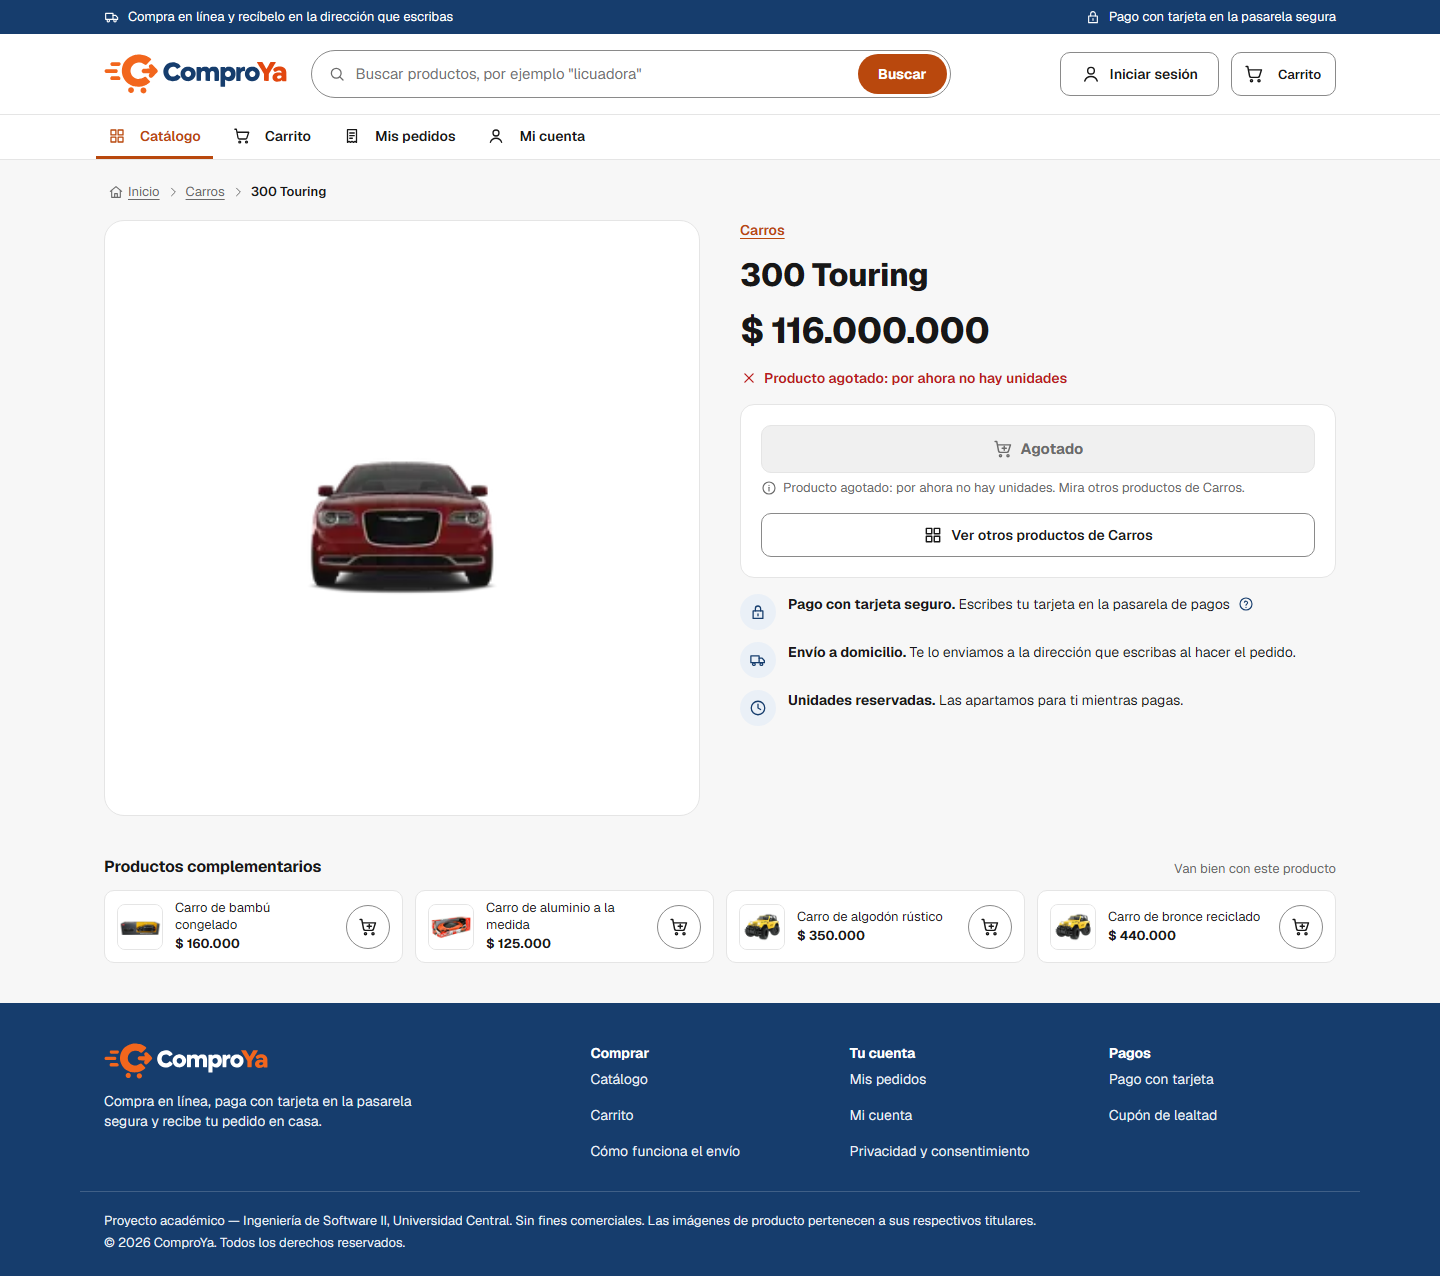 Compra en línea y recíbelo en la dirección que escribas
Pago con tarjeta en la pasarela segura
ComproYa
Buscar productos, por ejemplo "licuadora"
Buscar
Iniciar sesión
Carrito
Catálogo
Carrito
Mis pedidos
Mi cuenta
Inicio
Carros
300 Touring
Carros
300 Touring
$ 116.000.000
Producto agotado: por ahora no hay unidades
Agotado
Producto agotado: por ahora no hay unidades. Mira otros productos de Carros.
Ver otros productos de Carros
Pago con tarjeta seguro. Escribes tu tarjeta en la pasarela de pagos
Envío a domicilio. Te lo enviamos a la dirección que escribas al hacer el pedido.
Unidades reservadas. Las apartamos para ti mientras pagas.
Productos complementarios
Van bien con este producto
Carro de bambú
congelado
$ 160.000
Carro de aluminio a la
medida
$ 125.000
Carro de algodón rústico
$ 350.000
Carro de bronce reciclado
$ 440.000
ComproYa
Compra en línea, paga con tarjeta en la pasarela
segura y recibe tu pedido en casa.
Comprar
Catálogo
Carrito
Cómo funciona el envío
Tu cuenta
Mis pedidos
Mi cuenta
Privacidad y consentimiento
Pagos
Pago con tarjeta
Cupón de lealtad
Proyecto académico — Ingeniería de Software II, Universidad Central. Sin fines comerciales. Las imágenes de producto pertenecen a sus respectivos titulares.
© 2026 ComproYa. Todos los derechos reservados.